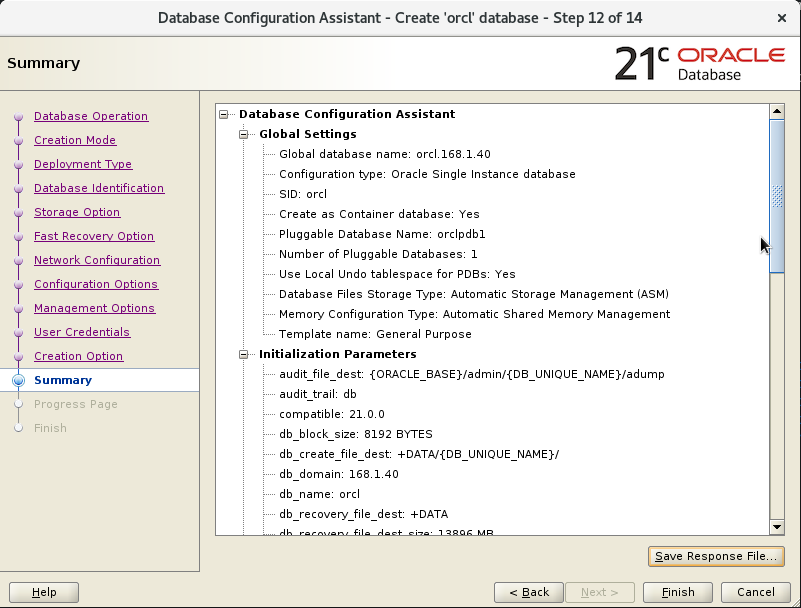 Database Configuration Assistant - Create 'orcl' database - Step 12 of 14
Summary
21c ORACLE
Database
Database Operation
Creation Mode
Deployment Type
Database Identification
Storage Option
Fast Recovery Option
Network Configuration
Configuration Options
Management Options
User Credentials
Creation Option
Summary
Progress Page
Finish
Database Configuration Assistant
Global Settings
Global database name: orcl.168.1.40
Configuration type: Oracle Single Instance database
SID: orcl
Create as Container database: Yes
Pluggable Database Name: orclpdb1
Number of Pluggable Databases: 1
Use Local Undo tablespace for PDBs: Yes
Database Files Storage Type: Automatic Storage Management (ASM)
Memory Configuration Type: Automatic Shared Memory Management
Template name: General Purpose
Initialization Parameters
audit_file_dest: {ORACLE_BASE}/admin/{DB_UNIQUE_NAME}/adump
audit_trail: db
compatible: 21.0.0
db_block_size: 8192 BYTES
db_create_file_dest: +DATA/{DB_UNIQUE_NAME}/
db_domain: 168.1.40
db_name: orcl
db_recovery_file_dest: +DATA
db_recovery_file_dest_size: 13896 MB
Save Response File...
Help
< Back
Next >
Finish
Cancel